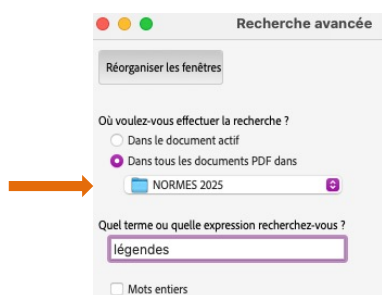 Recherche avancée
Réorganiser les fenêtres
Où voulez-vous effectuer la recherche ?
Dans le document actif
Dans tous les documents PDF dans
NORMES 2025
Quel terme ou quelle expression recherchez-vous ?
légendes
Mots entiers